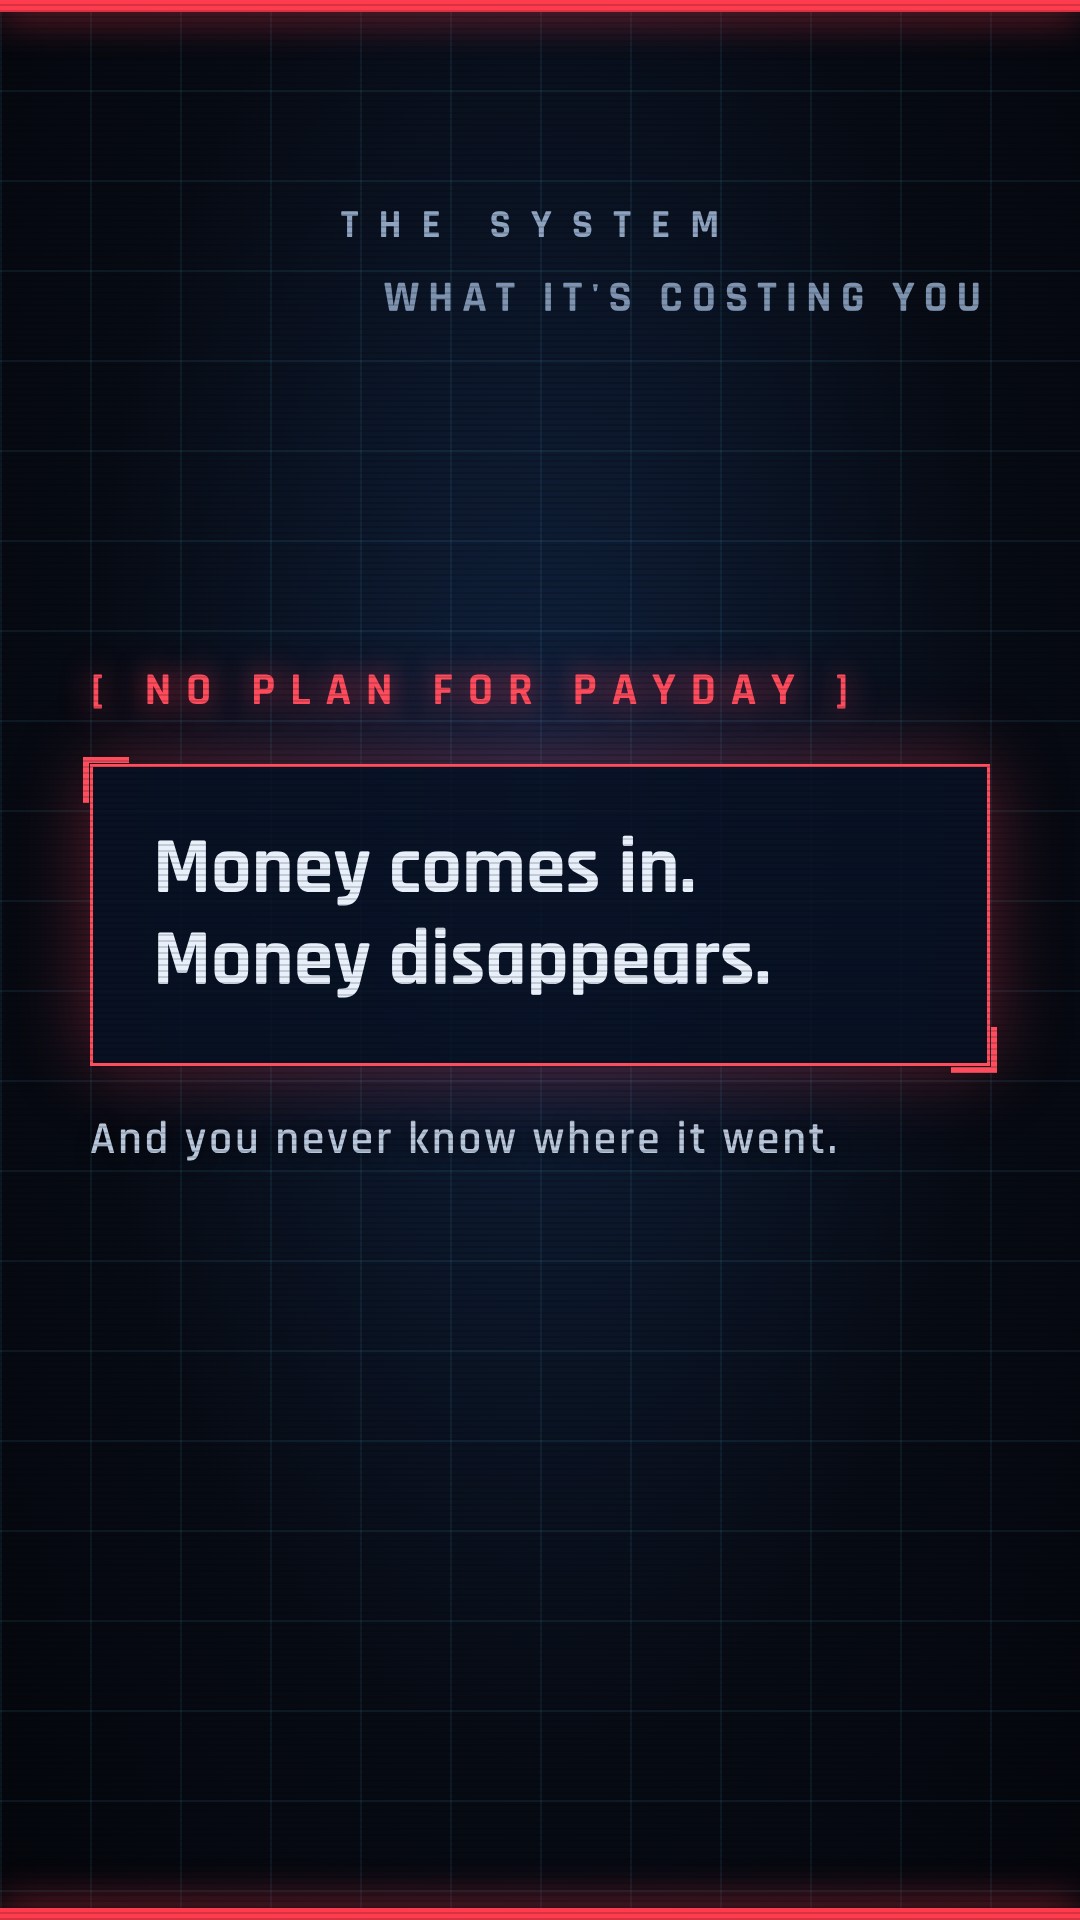 THE SYSTEM
WHAT IT'S COSTING YOU
[ NO PLAN FOR PAYDAY ]
Money comes in.
Money disappears.
And you never know where it went.